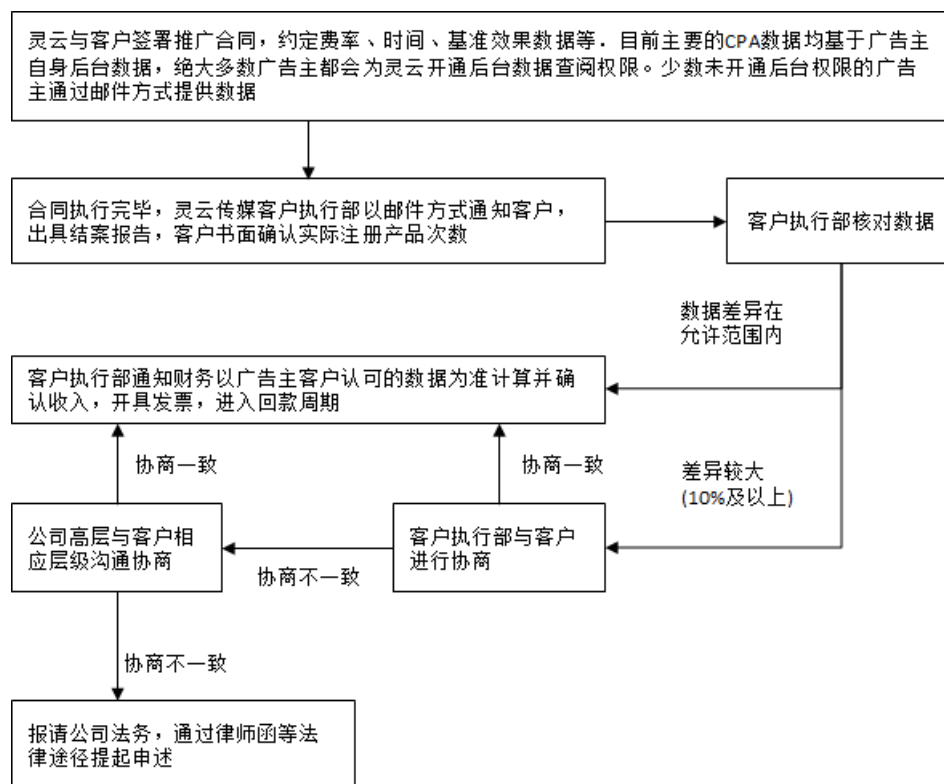 灵云与客户签署推广合同，约定费率、时间、基准效果数据等．目前主要的CPA数据均基于广告主
自身后台数据，绝大多数广告主都会为灵云开通后台数据查阅权限。少数未开通后台权限的广告
主通过邮件方式提供数据
合同执行完毕，灵云传媒客户执行部以邮件方式通知客户，
出具结案报告，客户书面确认实际注册产品次数
客户执行部核对数据
数据差异在
允许范围内
客户执行部通知财务以广告主客户认可的数据为准计算并确
认收入，开具发票，进入回款周期
协商一致
协商一致
差异较大
(10%及以上)
公司高层与客户相
应层级沟通协商
协商不一致
客户执行部与客户
进行协商
协商不一致
报请公司法务，通过律师函等法
律途径提起申述